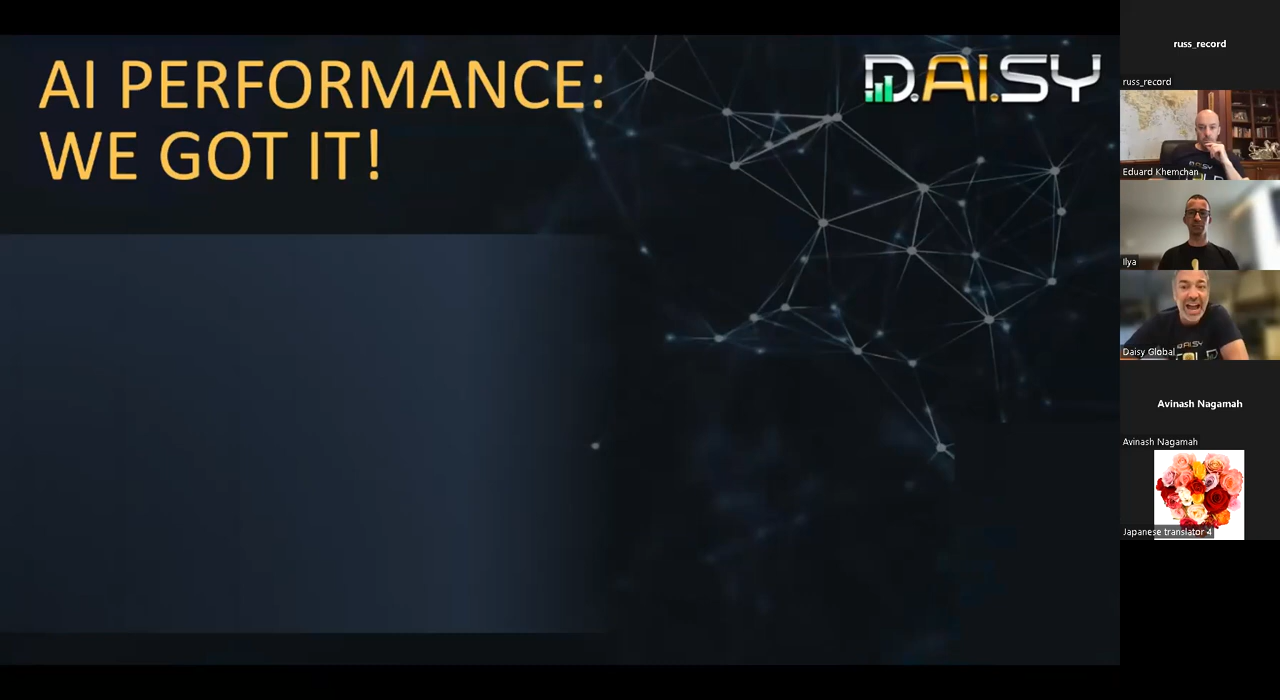 AI PERFORMANCE:
WE GOT IT!
D.AI.SY
russ_record
russ_record
Eduard Khemchan
Ilya
Daisy Global
Avinash Nagamah
Avinash Nagamah
Japanese translator 4